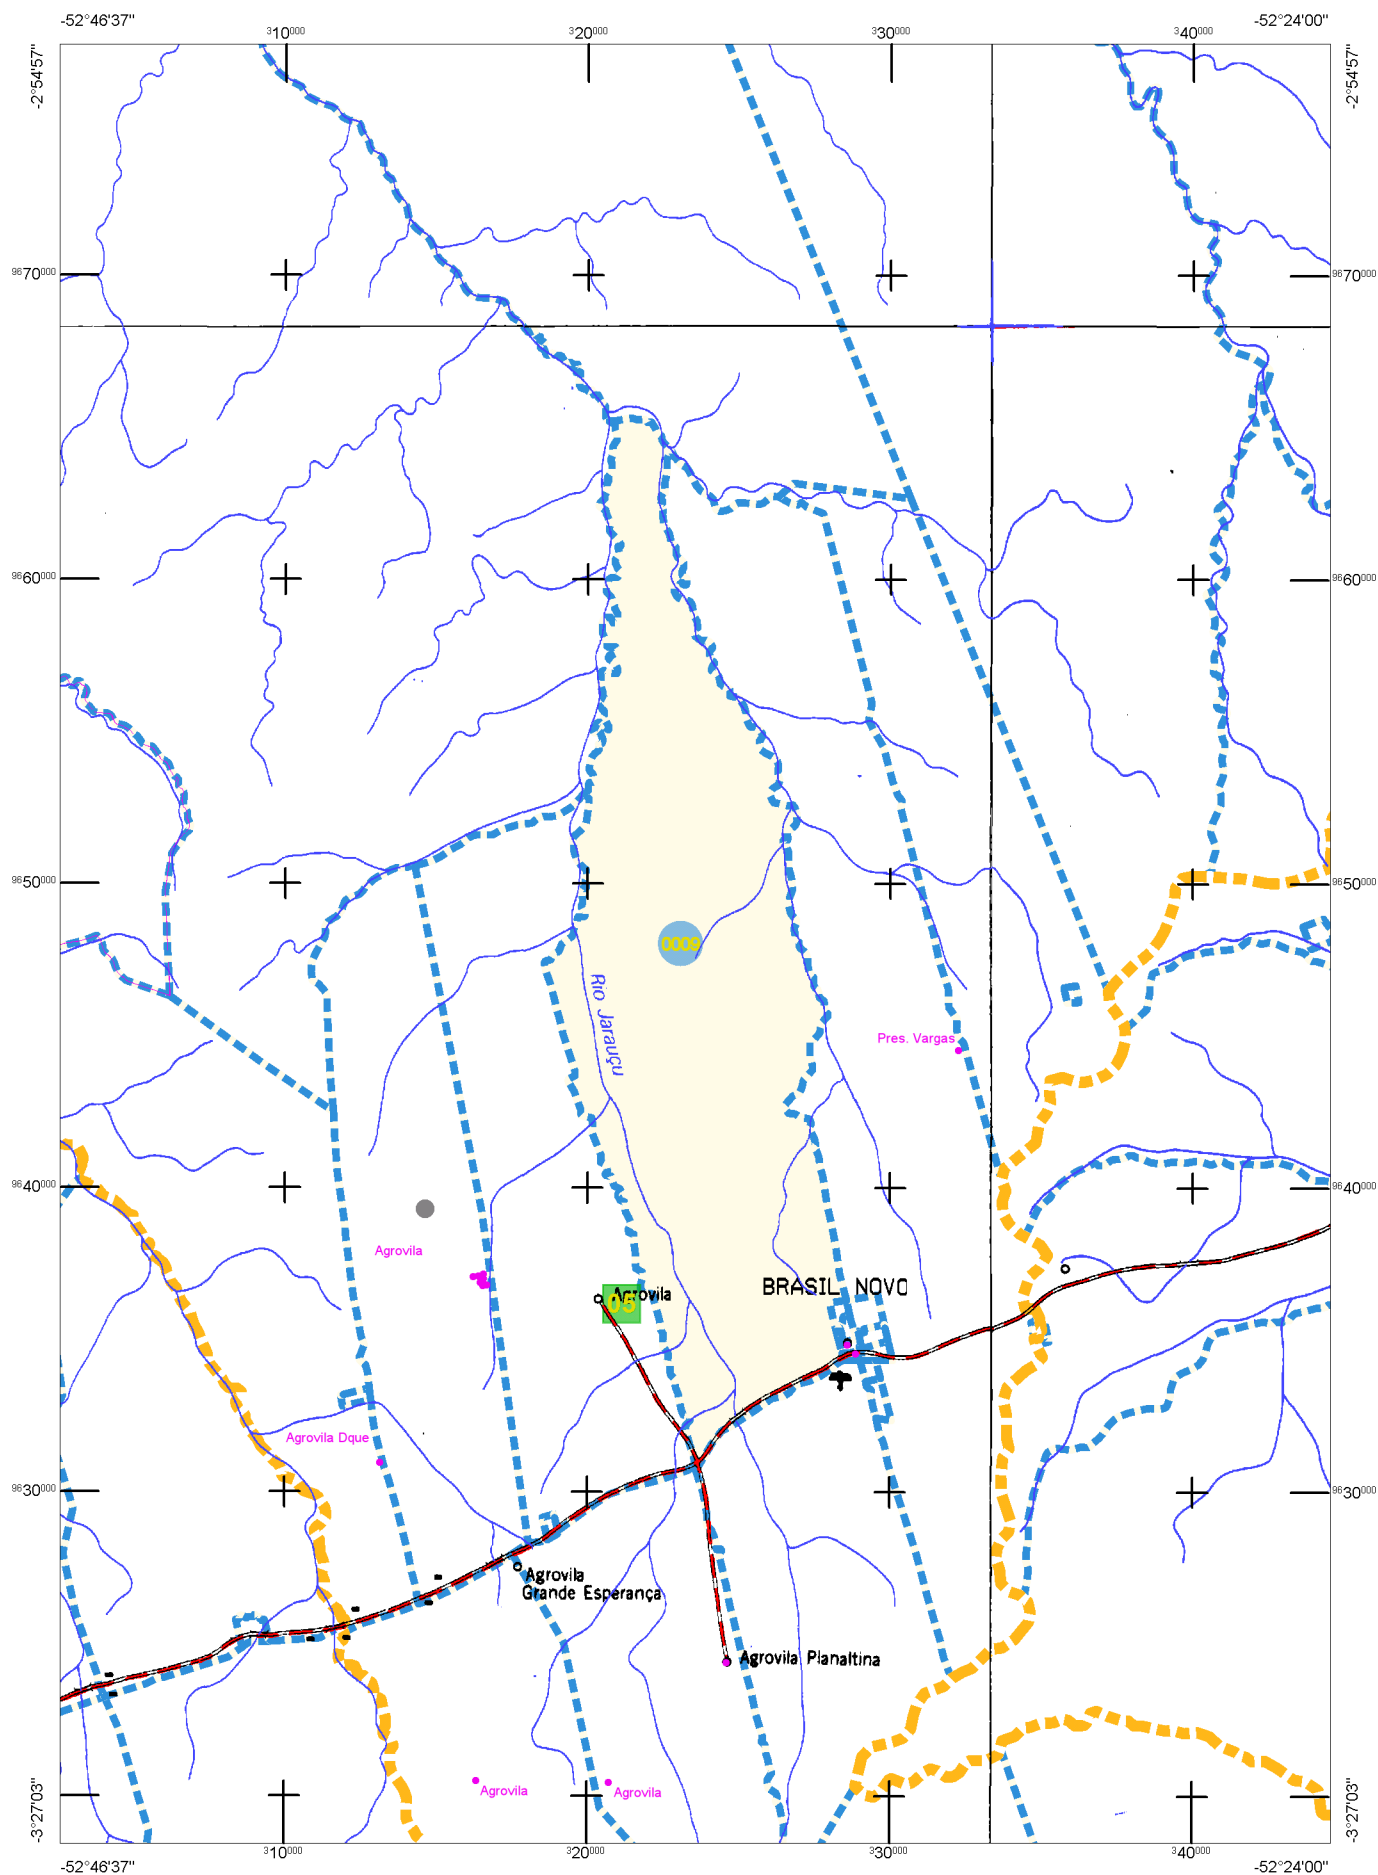 -52°46'37"
-52°24'00"
310000
320000
330000
340000
-2°54'57"
-2°54'57"
9670000
9670000
9660000
9660000
9650000
9650000
0009
Rio Jarauçu
Pres. Vargas
9640000
9640000
Agrovila
BRASIL NOVO
Agrovila
05
Agrovila Dque
9630000
9630000
Agrovila
Grande Esperança
Agrovila Planaltina
Agrovila
Agrovila
-3°27'03"
-3°27'03"
310000
320000
330000
340000
-52°46'37"
-52°24'00"